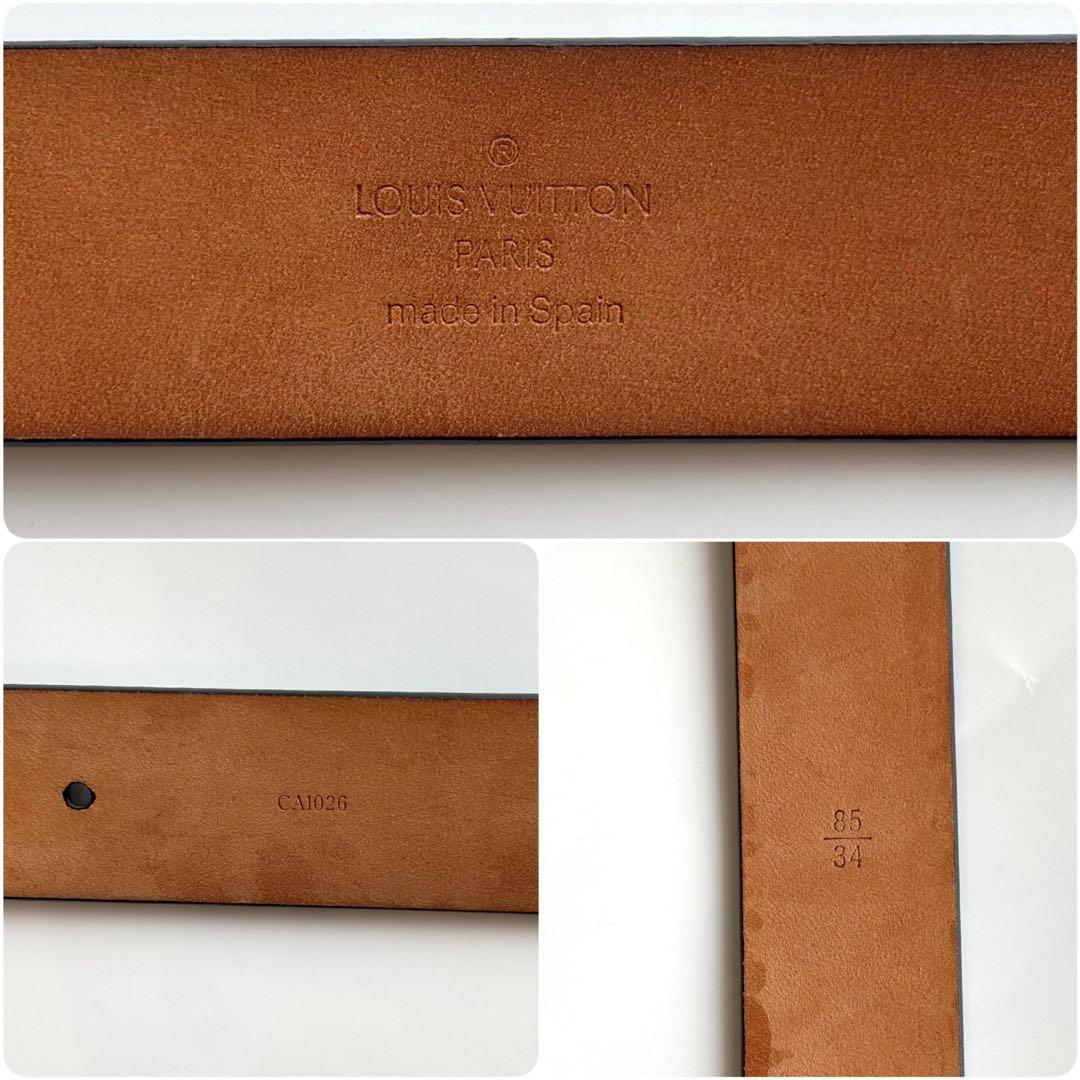 ®
LOUIS VUITTON
PARIS
made in Spain
CA1026
85
34